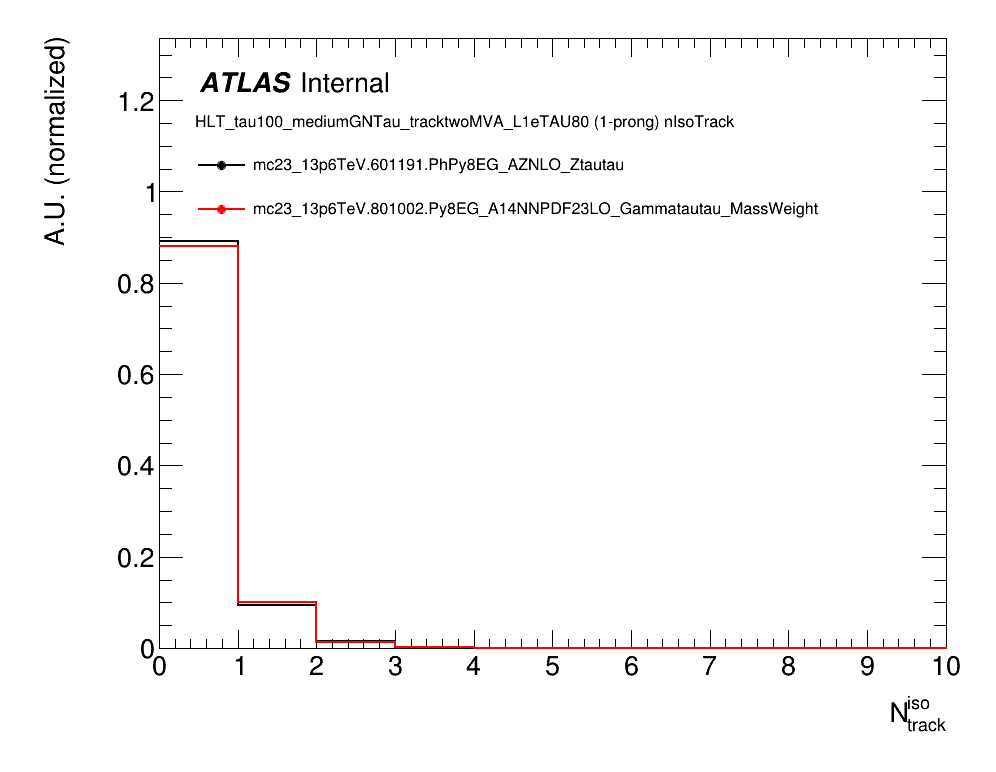 A.U. (normalized)
ATLAS Internal
HLT_tau100_mediumGNTau_tracktwoMVA_L1eTAU80 (1-prong) nIsoTrack
mc23_13p6TeV.601191.PhPy8EG_AZNLO_Ztautau
mc23_13p6TeV.801002.Py8EG_A14NNPDF23LO_Gammatautau_MassWeight
1.2
1
0.8
0.6
0.4
0.2
0
0 1 2 3 4 5 6 7 8 9 10
N iso track